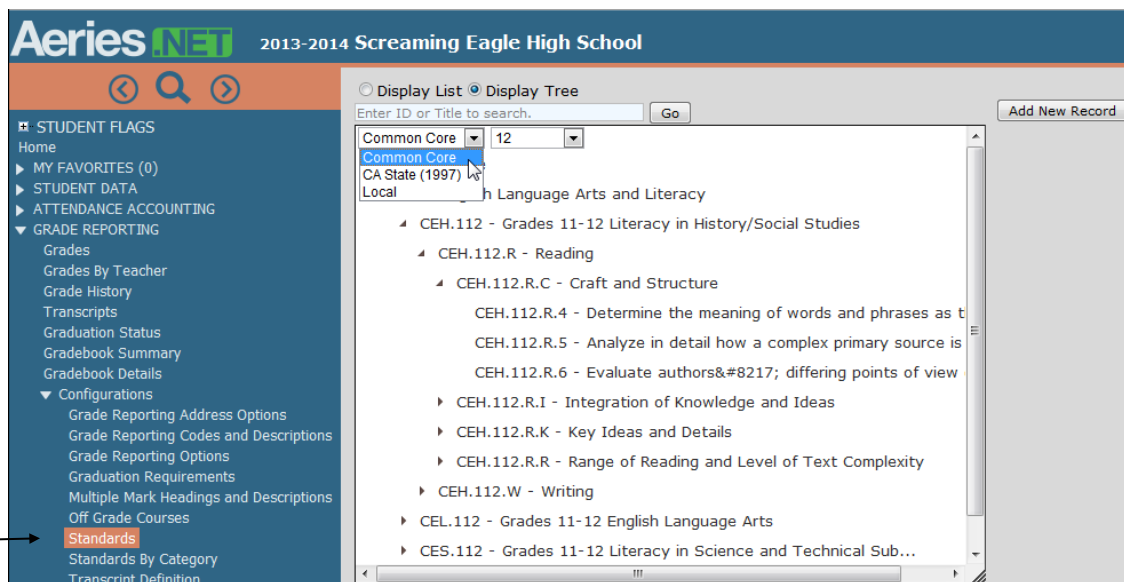 Aeries.NET 2013-2014 Screaming Eagle High School
STUDENT FLAGS
Home
MY FAVORITES (0)
STUDENT DATA
ATTENDANCE ACCOUNTING
GRADE REPORTING
Grades
Grades By Teacher
Grade History
Transcripts
Graduation Status
Gradebook Summary
Gradebook Details
Configurations
Grade Reporting Address Options
Grade Reporting Codes and Descriptions
Grade Reporting Options
Graduation Requirements
Multiple Mark Headings and Descriptions
Off Grade Courses
Standards
Standards By Category
Transcript Definition
Display List Display Tree
Enter ID or Title to search. Go
Add New Record
Common Core 12
Common Core
CA State (1997)
Local
Language Arts and Literacy
CEH.112 - Grades 11-12 Literacy in History/Social Studies
CEH.112.R - Reading
CEH.112.R.C - Craft and Structure
CEH.112.R.4 - Determine the meaning of words and phrases as t
CEH.112.R.5 - Analyze in detail how a complex primary source is
CEH.112.R.6 - Evaluate authors&#8217; differing points of view
CEH.112.R.I - Integration of Knowledge and Ideas
CEH.112.R.K - Key Ideas and Details
CEH.112.R.R - Range of Reading and Level of Text Complexity
CEH.112.W - Writing
CEL.112 - Grades 11-12 English Language Arts
CES.112 - Grades 11-12 Literacy in Science and Technical Sub...